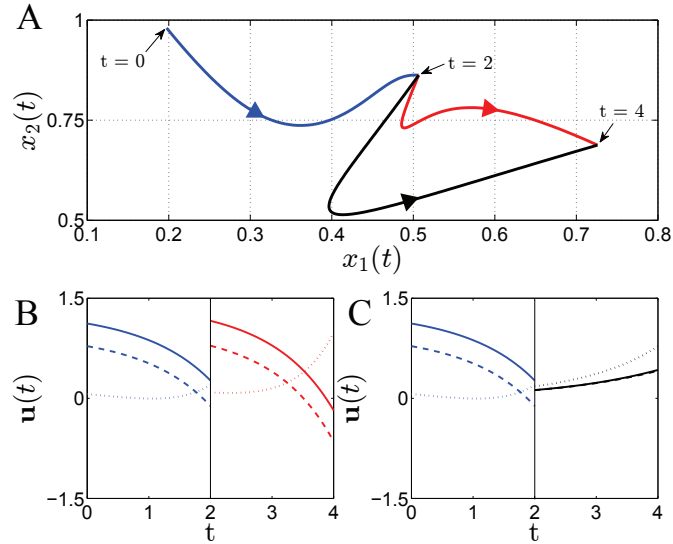 A
1
0.75
0.5
x₂(t)
t = 0
t = 2
t = 4
0.1 0.2 0.3 0.4 0.5 0.6 0.7 0.8
x₁(t)
B
1.5
0
−1.5
u(t)
0 1 2 3 4
t
C
1.5
0
−1.5
u(t)
0 1 2 3 4
t